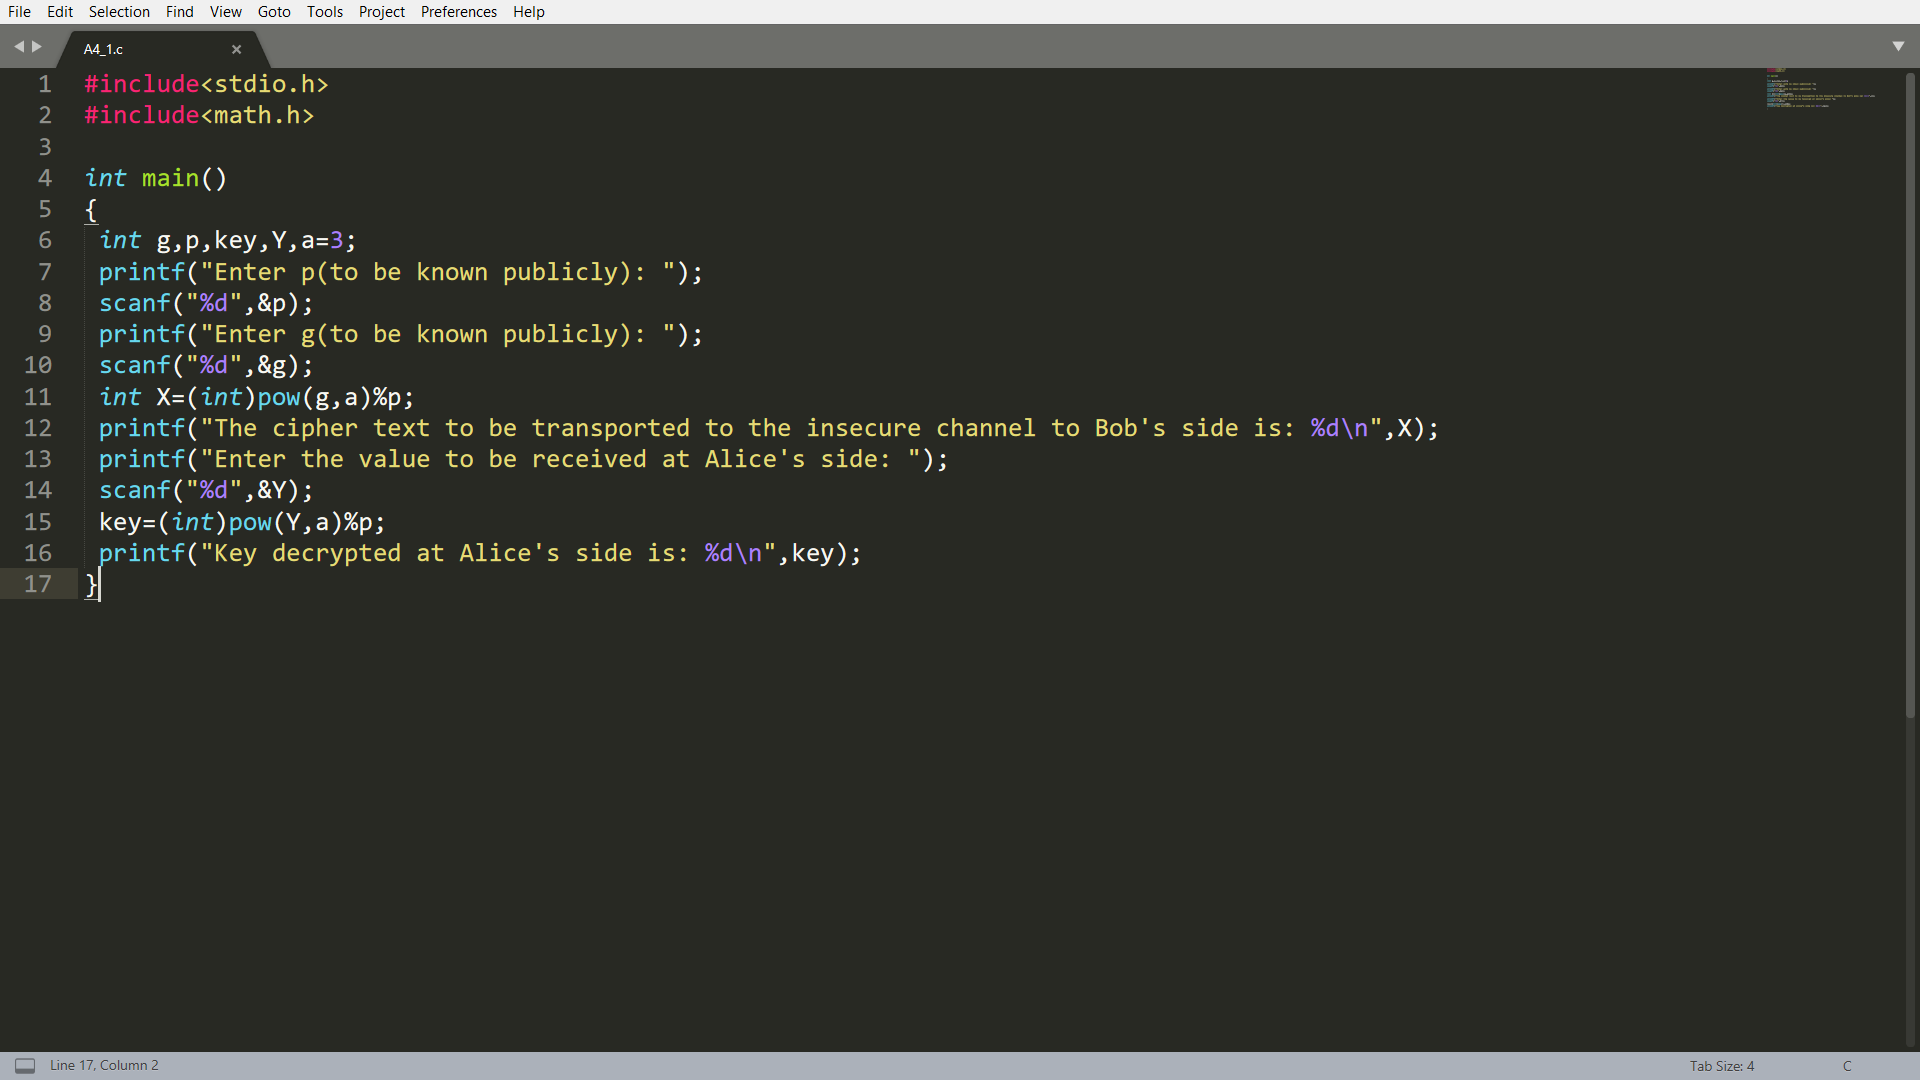 File Edit Selection Find View Goto Tools Project Preferences Help
A4_1.c
1 #include<stdio.h>
2 #include<math.h>
3
4 int main()
5 {
6 int g,p,key,Y,a=3;
7 printf("Enter p(to be known publicly): ");
8 scanf("%d",&p);
9 printf("Enter g(to be known publicly): ");
10 scanf("%d",&g);
11 int X=(int)pow(g,a)%p;
12 printf("The cipher text to be transported to the insecure channel to Bob's side is: %d\n",X);
13 printf("Enter the value to be received at Alice's side: ");
14 scanf("%d",&Y);
15 key=(int)pow(Y,a)%p;
16 printf("Key decrypted at Alice's side is: %d\n",key);
17 }
Line 17, Column 2 Tab Size: 4 C